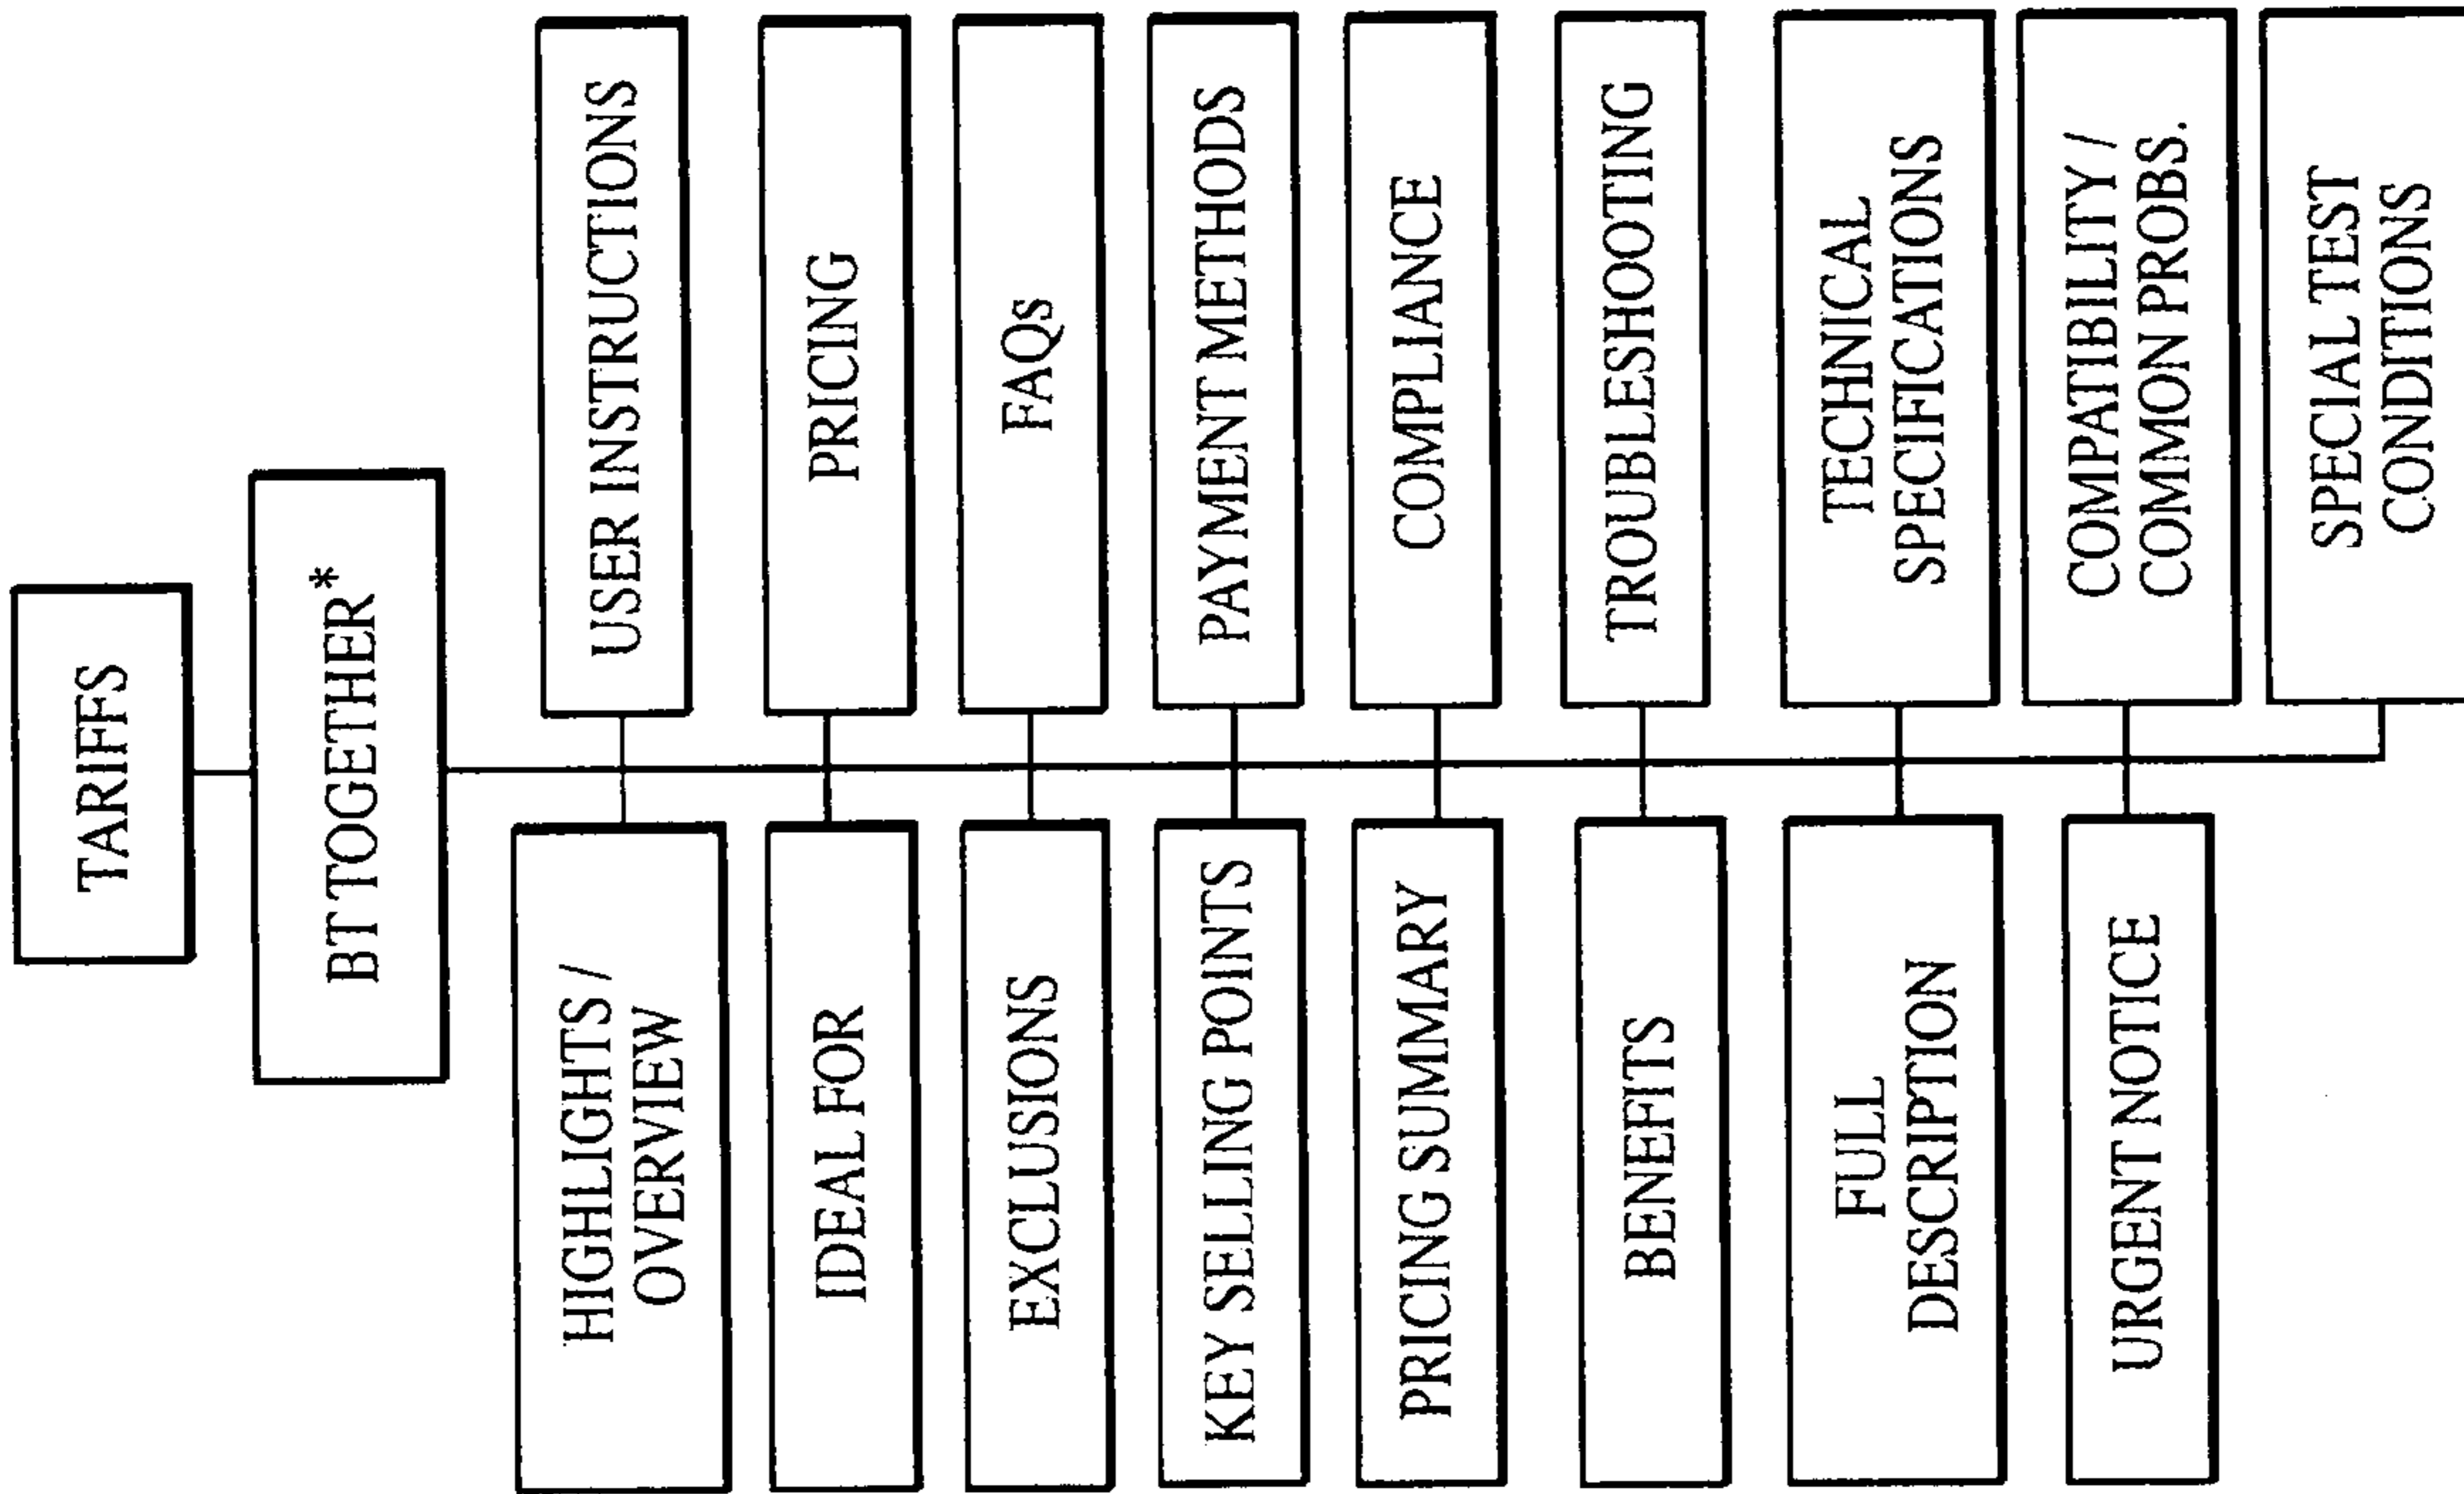 TARIFFS
BT TOGETHER*
HIGHLIGHTS /
OVERVIEW
USER INSTRUCTIONS
IDEAL FOR
PRICING
EXCLUSIONS
FAQs
KEY SELLING POINTS
PAYMENT METHODS
PRICING SUMMARY
COMPLIANCE
BENEFITS
TROUBLESHOOTING
FULL
DESCRIPTION
TECHNICAL
SPECIFICATIONS
URGENT NOTICE
COMPATIBILITY /
COMMON PROBS.
SPECIAL TEST
CONDITIONS